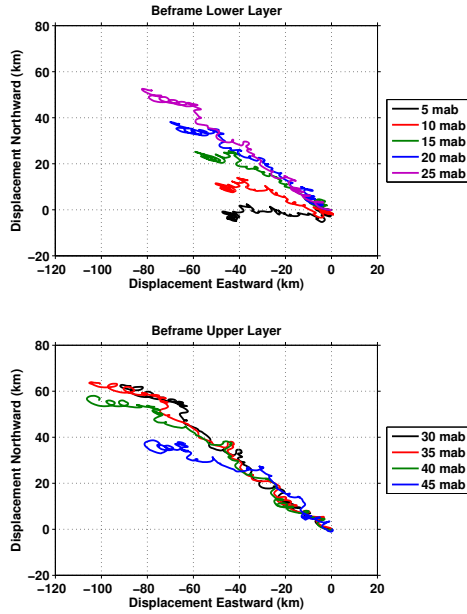 Beframe Lower Layer
Displacement Northward (km)
80
60
40
20
0
−20
−120 −100 −80 −60 −40 −20 0 20
Displacement Eastward (km)
5 mab
10 mab
15 mab
20 mab
25 mab
Beframe Upper Layer
Displacement Northward (km)
80
60
40
20
0
−20
−120 −100 −80 −60 −40 −20 0 20
Displacement Eastward (km)
30 mab
35 mab
40 mab
45 mab